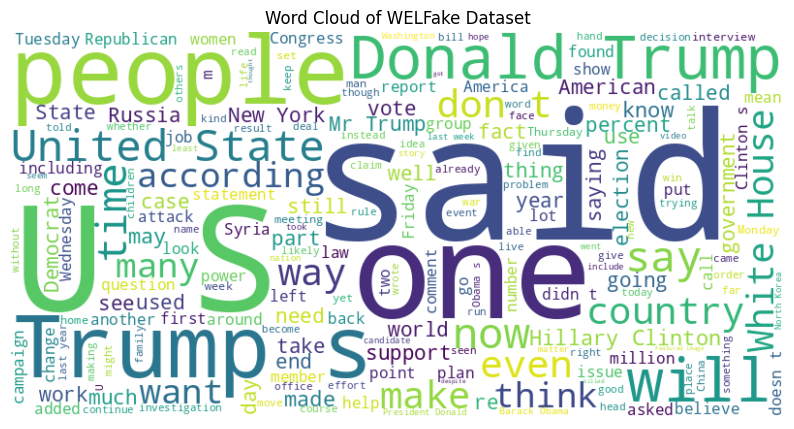 Word Cloud of WELFake Dataset
Tuesday Republican women Congress Washington bill hope decision interview
people Donald Trump
read set hand found show
others life keep man though report America American called mean
m State Russia New York vote don t know
kind result deal Mr Trump group word face money percent talk
told whether job instead fact Thursday use Clinton s
United State said
least idea last week given find video
including according claim story already thing saying put win trying
seem come time case statement still well problem year election government White House
long children attack meeting war lot
Democrat Wednesday name Syria took rule event able Friday new Monday
without may look part law likely live say
U S many way one went give came call order
question power nation two wrote comment go Obama s number didn t include going today far North Korea
see used week left yet run country
Trump s now
home another first around need back world Hillary Clinton
campaign change last year making might family become candidate seen matter right million issue something
take support even will
want end point plan place China doesn t
work much day member office effort despite good
added continue investigation made move course help make re think asked head believe
President Donald Barack Obama killed